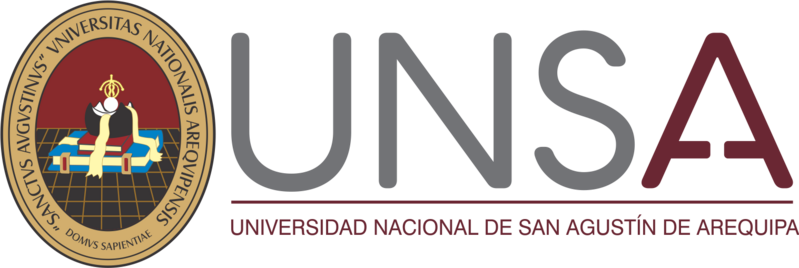 "SANCTVS AVGVSTINVS" VNIVERSITAS NATIONALIS AREQVIPENSIS
DOMVS SAPIENTIAE
UNSA
UNIVERSIDAD NACIONAL DE SAN AGUSTÍN DE AREQUIPA